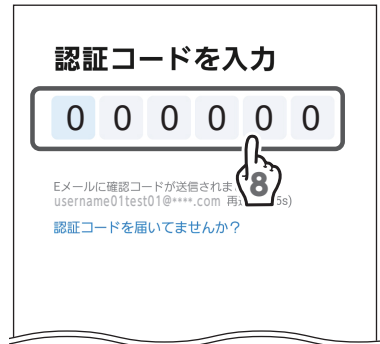 認証コードを入力
0 0 0 0 0 0
8
Eメールに確認コードが送信されま
username01test01@****.com 再 5s)
認証コードを届いてませんか？